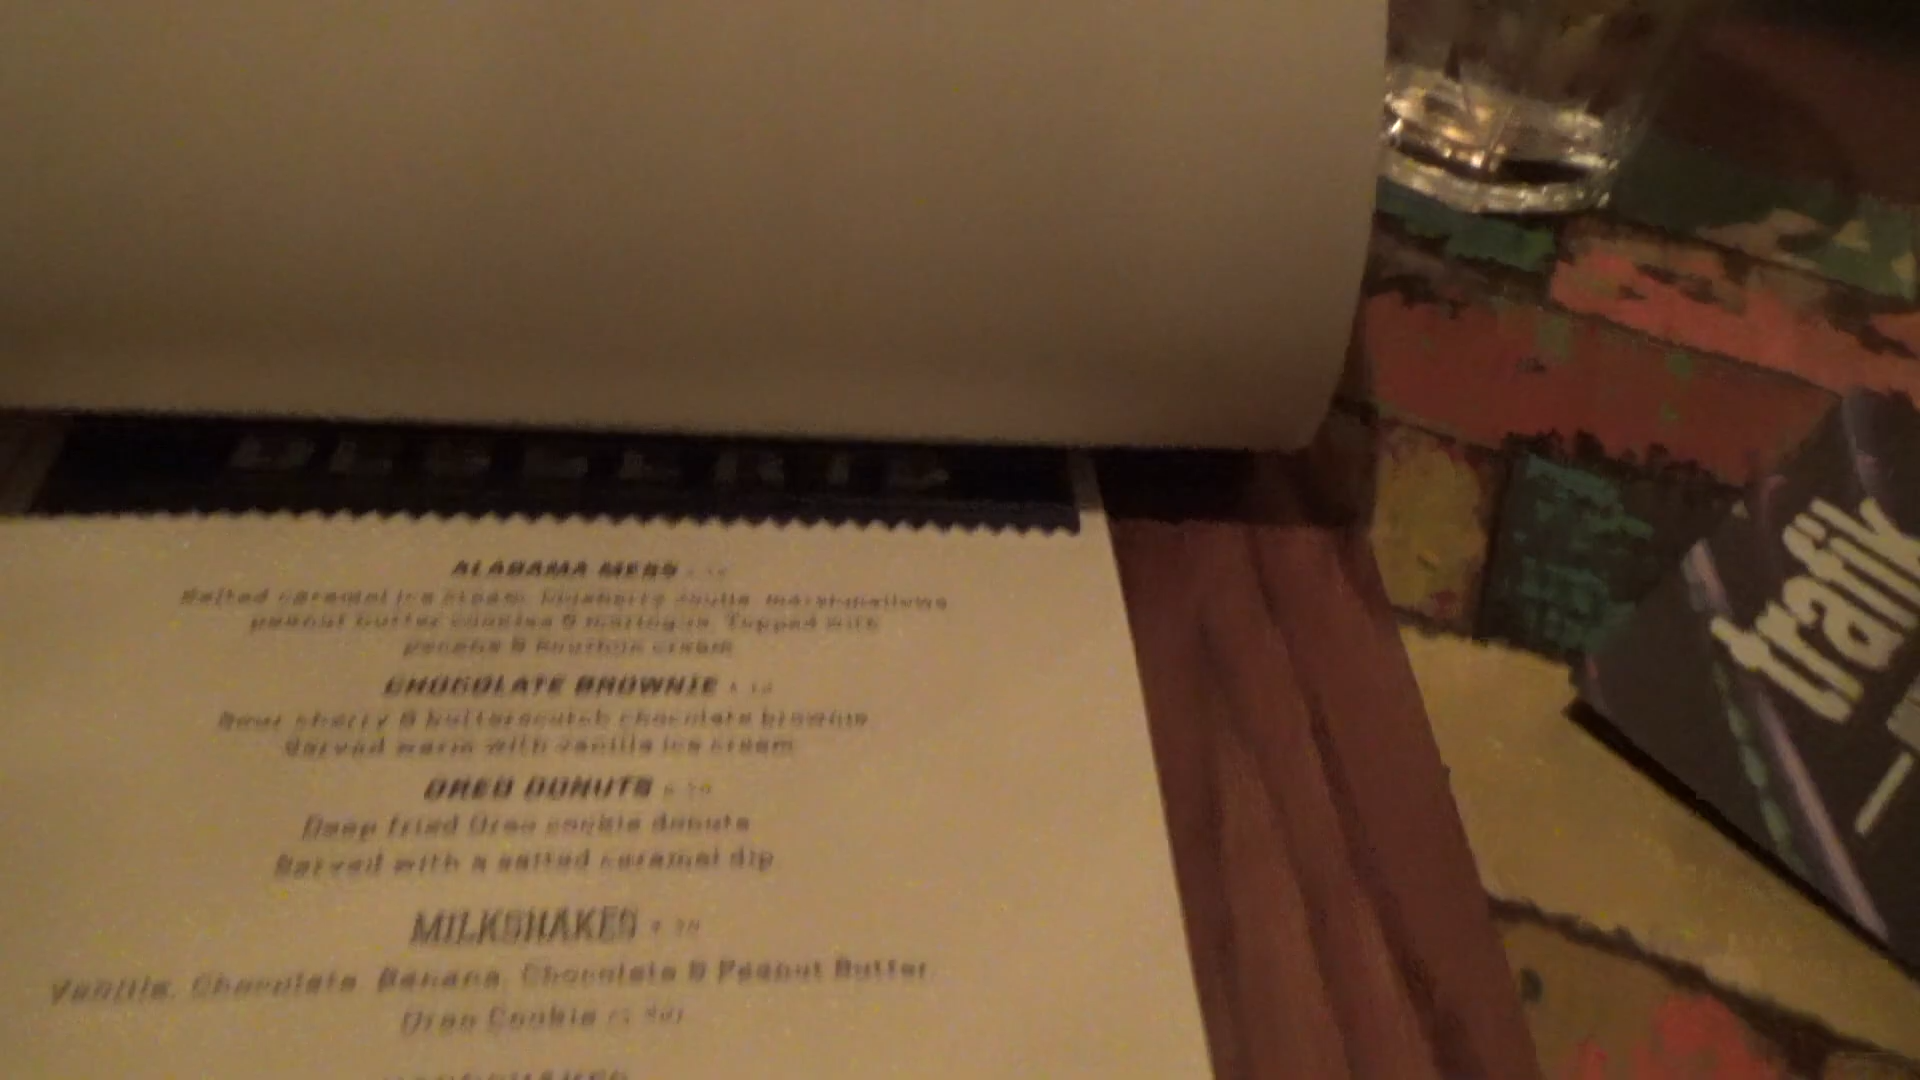 DESSERTS
ALABAMA MESS
Salted caramel ice cream, blueberry coulis, marshmallows
peanut butter cookies & meringue. Topped with
pecans & bourbon cream
CHOCOLATE BROWNIE
Sour cherry & butterscotch chocolate brownie
Served warm with vanilla ice cream
OREO DONUTS
Deep fried Oreo cookie donuts
Served with a salted caramel dip
MILKSHAKES
Vanilla, Chocolate, Banana, Chocolate & Peanut Butter,
Oreo Cookie
trafik